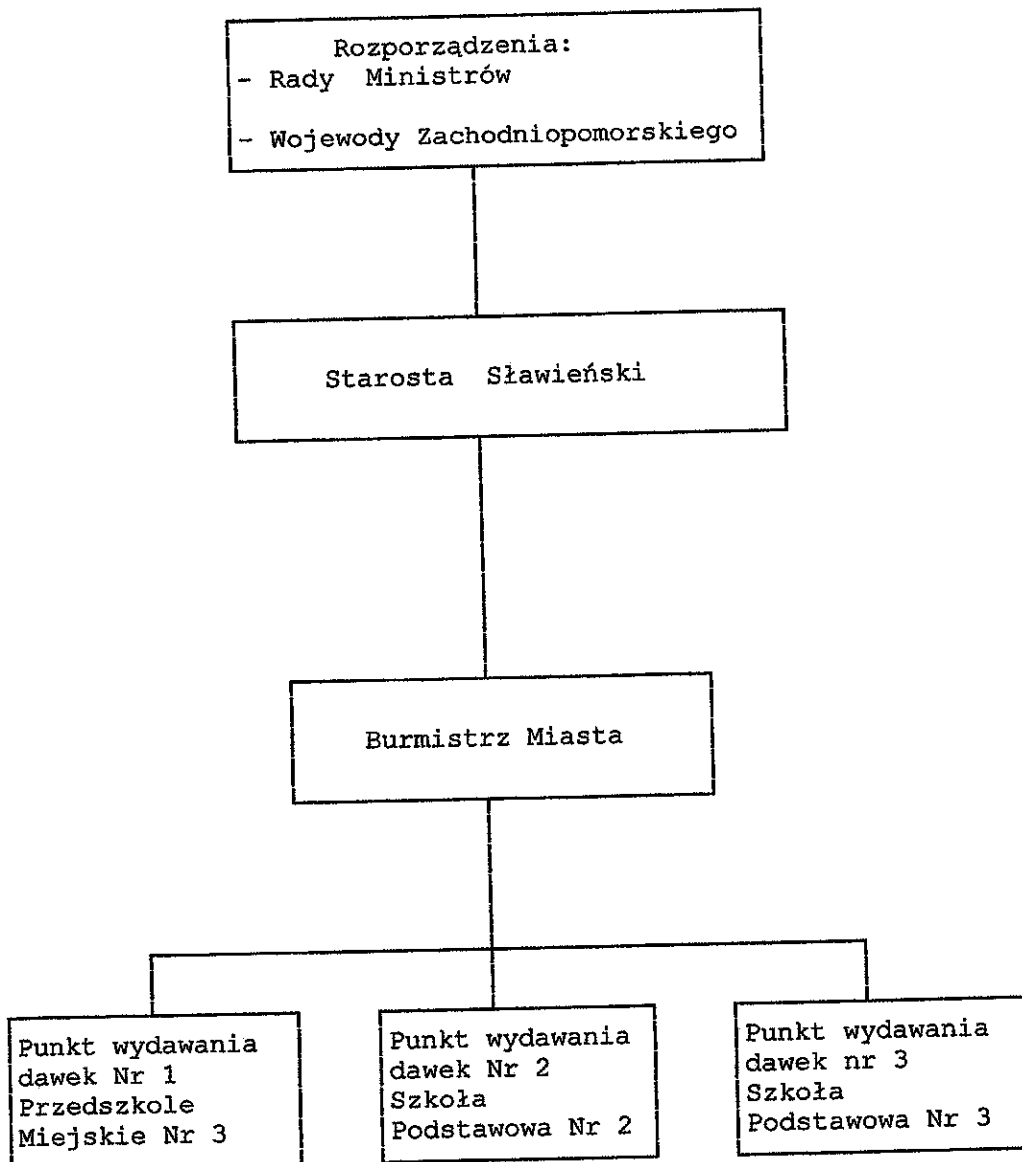 Rozporządzenia:
- Rady Ministrów
- Wojewody Zachodniopomorskiego
Starosta Sławieński
Burmistrz Miasta
Punkt wydawania
dawek Nr 1
Przedszkole
Miejskie Nr 3
Punkt wydawania
dawek Nr 2
Szkoła
Podstawowa Nr 2
Punkt wydawania
dawek nr 3
Szkoła
Podstawowa Nr 3